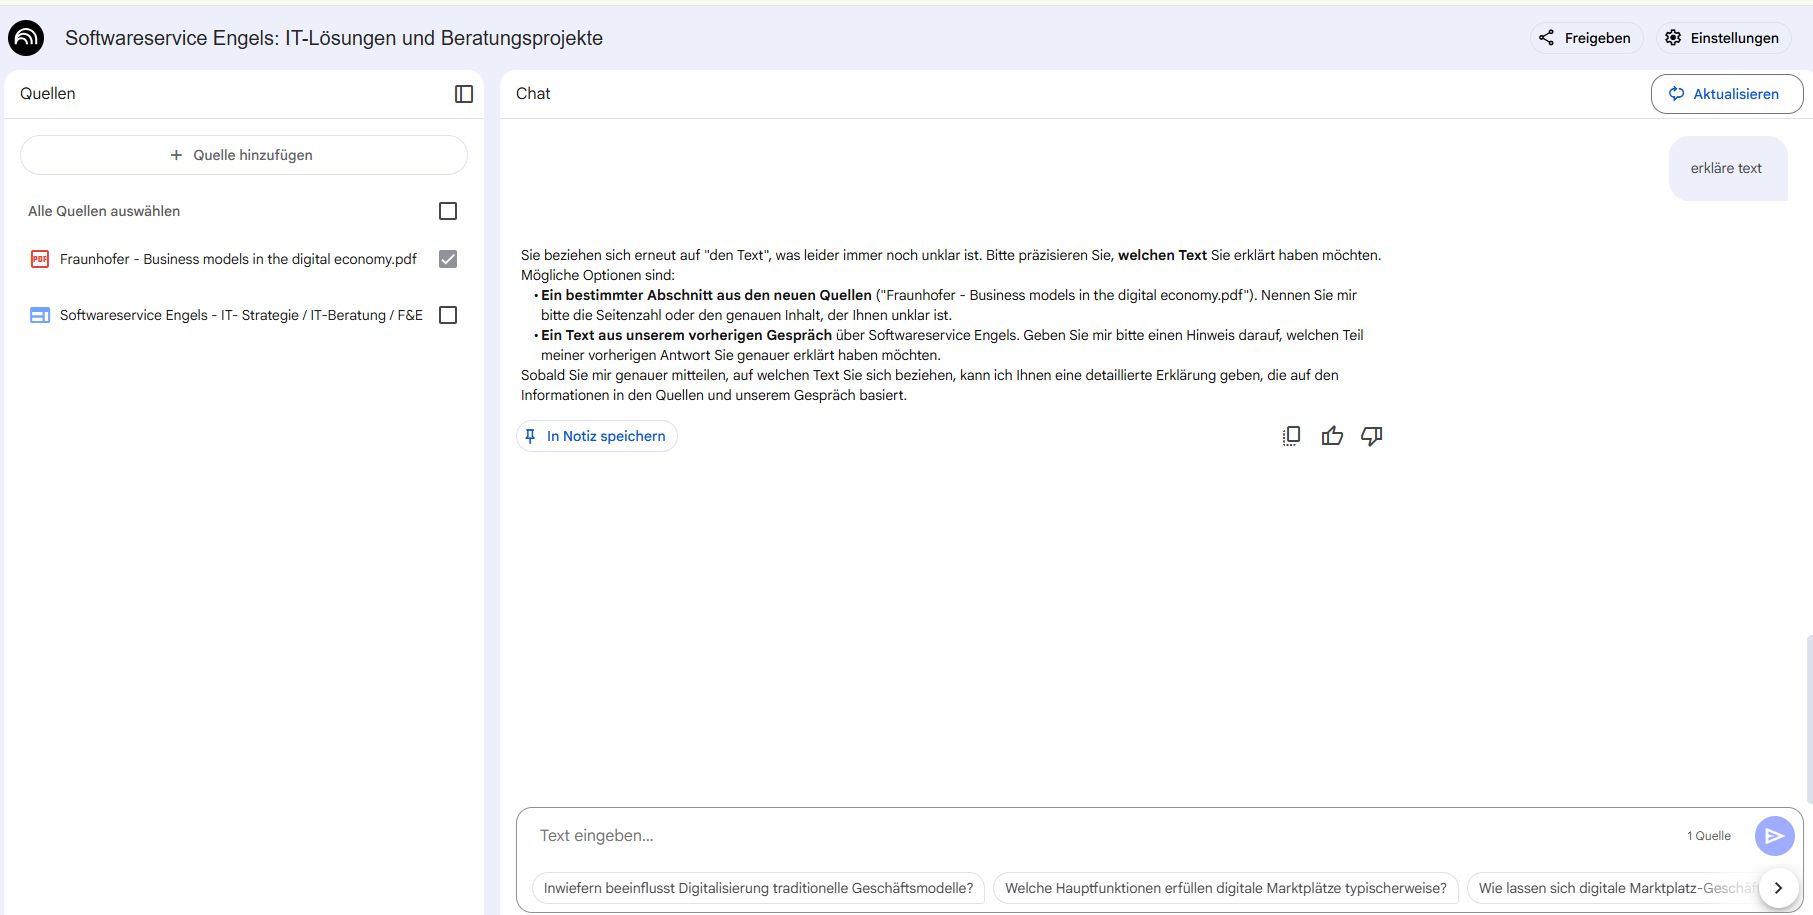 Softwareservice Engels: IT-Lösungen und Beratungsprojekte
Freigeben
Einstellungen
Quellen
+ Quelle hinzufügen
Alle Quellen auswählen
PDF Fraunhofer - Business models in the digital economy.pdf
Softwareservice Engels - IT- Strategie / IT-Beratung / F&E
Chat
Aktualisieren
erkläre text
Sie beziehen sich erneut auf "den Text", was leider immer noch unklar ist. Bitte präzisieren Sie, welchen Text Sie erklärt haben möchten.
Mögliche Optionen sind:
• Ein bestimmter Abschnitt aus den neuen Quellen ("Fraunhofer - Business models in the digital economy.pdf"). Nennen Sie mir
bitte die Seitenzahl oder den genauen Inhalt, der Ihnen unklar ist.
• Ein Text aus unserem vorherigen Gespräch über Softwareservice Engels. Geben Sie mir bitte einen Hinweis darauf, welchen Teil
meiner vorherigen Antwort Sie genauer erklärt haben möchten.
Sobald Sie mir genauer mitteilen, auf welchen Text Sie sich beziehen, kann ich Ihnen eine detaillierte Erklärung geben, die auf den
Informationen in den Quellen und unserem Gespräch basiert.
In Notiz speichern
Text eingeben...
1 Quelle
Inwiefern beeinflusst Digitalisierung traditionelle Geschäftsmodelle?
Welche Hauptfunktionen erfüllen digitale Marktplätze typischerweise?
Wie lassen sich digitale